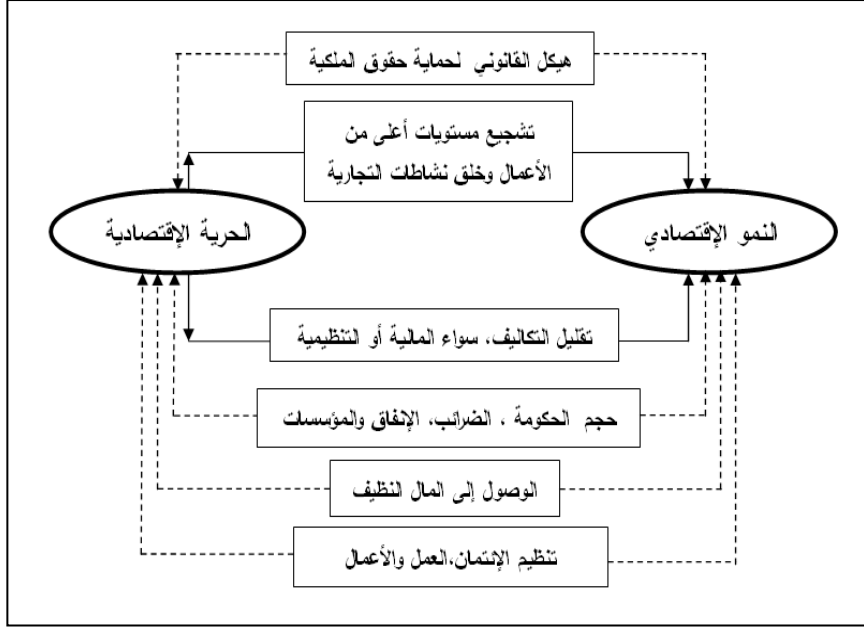 هيكل القانوني لحماية حقوق الملكية
تشجيع مستويات أعلى من
الأعمال وخلق نشاطات التجارية
النمو الإقتصادي
الحرية الإقتصادية
تقليل التكاليف، سواء المالية أو التنظيمية
حجم الحكومة ، الضرائب، الإنفاق والمؤسسات
الوصول إلى المال النظيف
تنظيم الإئتمان،العمل والأعمال